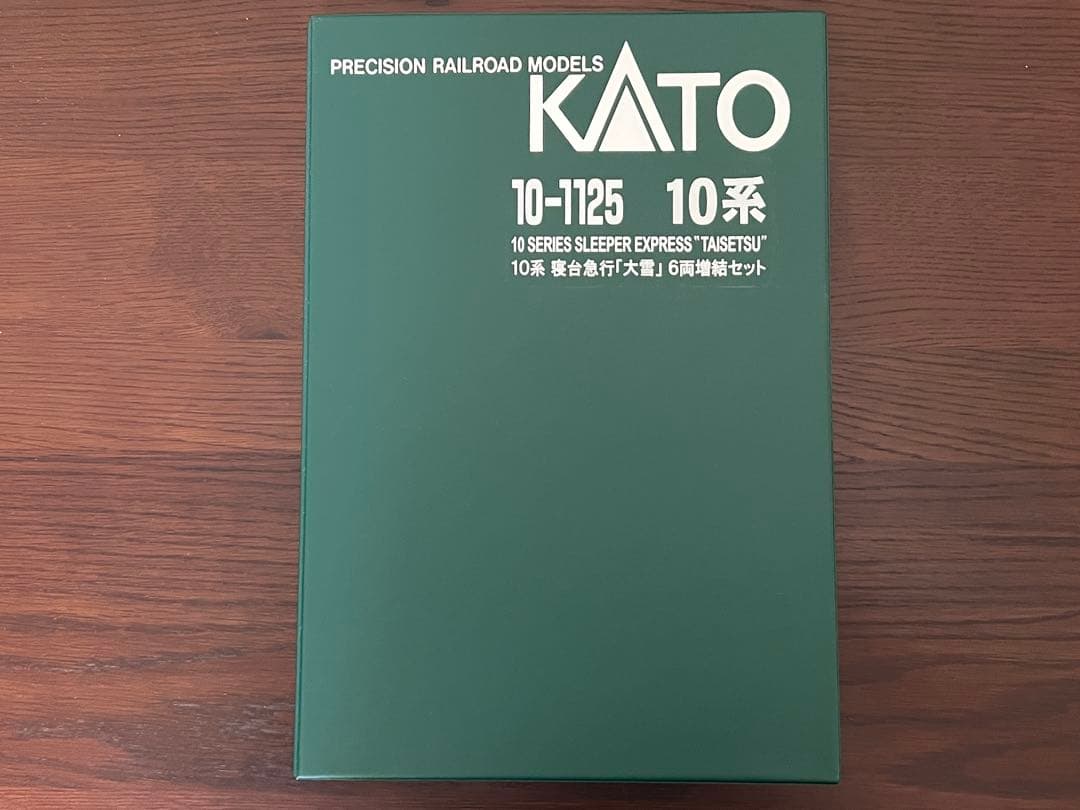 PRECISION RAILROAD MODELS
KATO
10-1125 10系
10 SERIES SLEEPER EXPRESS "TAISETSU"
10系 寝台急行「大雪」 6両増結セット